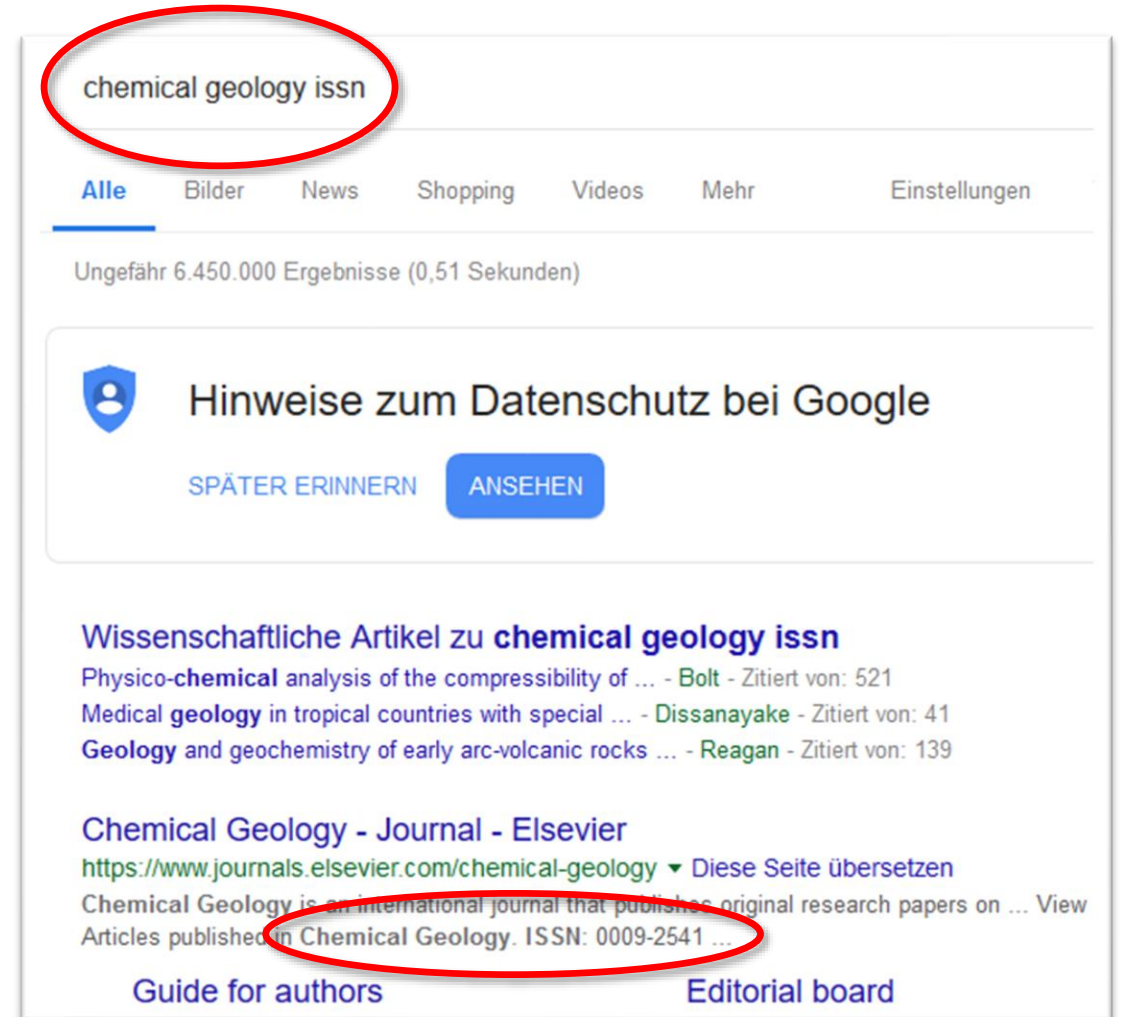 chemical geology issn
Alle Bilder News Shopping Videos Mehr Einstellungen
Ungefähr 6.450.000 Ergebnisse (0,51 Sekunden)
Hinweise zum Datenschutz bei Google
SPÄTER ERINNERN ANSEHEN
Wissenschaftliche Artikel zu chemical geology issn
Physico-chemical analysis of the compressibility of ... - Bolt - Zitiert von: 521
Medical geology in tropical countries with special ... - Dissanayake - Zitiert von: 41
Geology and geochemistry of early arc-volcanic rocks ... - Reagan - Zitiert von: 139
Chemical Geology - Journal - Elsevier
https://www.journals.elsevier.com/chemical-geology ▾ Diese Seite übersetzen
Chemical Geology is an international journal that publishes original research papers on ... View
Articles published in Chemical Geology. ISSN: 0009-2541 ...
Guide for authors Editorial board